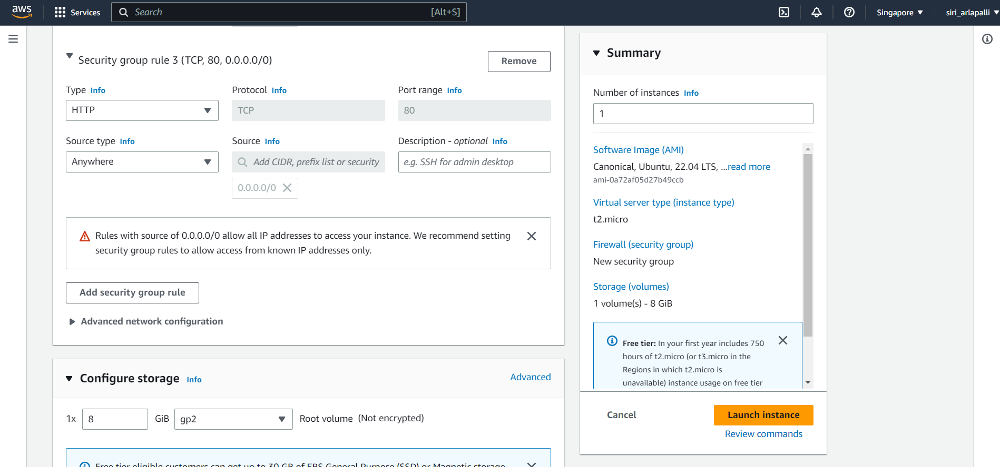 aws
Services
Search
[Alt+S]
Singapore
siri_arlapalli
Security group rule 3 (TCP, 80, 0.0.0.0/0)
Remove
Type Info
Protocol Info
Port range Info
HTTP
TCP
80
Source type Info
Source Info
Description - optional Info
Anywhere
Add CIDR, prefix list or security
e.g. SSH for admin desktop
0.0.0.0/0
Rules with source of 0.0.0.0/0 allow all IP addresses to access your instance. We recommend setting
security group rules to allow access from known IP addresses only.
Add security group rule
Advanced network configuration
Configure storage Info
Advanced
1x
8
GiB
gp2
Root volume (Not encrypted)
Free tier eligible customers can get up to 30 GB of EBS General Purpose (SSD) or Magnetic storage
Summary
Number of instances Info
1
Software Image (AMI)
Canonical, Ubuntu, 22.04 LTS, ...read more
ami-0a72af05d27b49ccb
Virtual server type (instance type)
t2.micro
Firewall (security group)
New security group
Storage (volumes)
1 volume(s) - 8 GiB
Free tier: In your first year includes 750
hours of t2.micro (or t3.micro in the
Regions in which t2.micro is
unavailable) instance usage on free tier
Cancel
Launch instance
Review commands